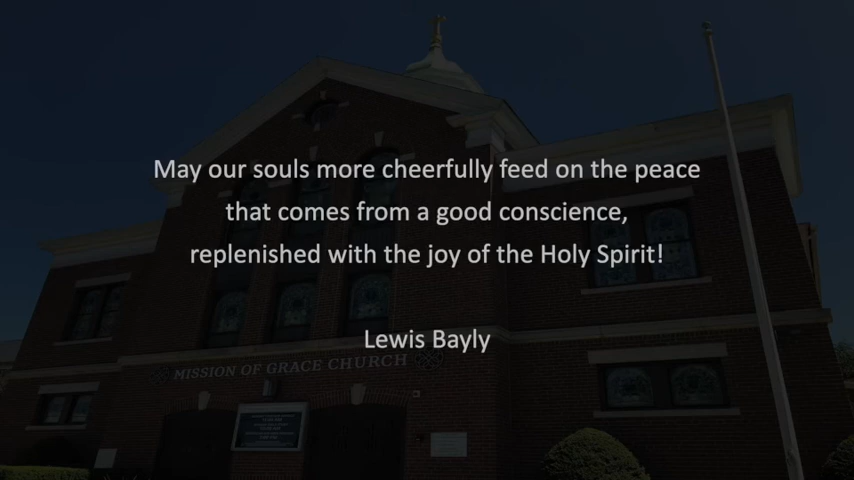 May our souls more cheerfully feed on the peace
that comes from a good conscience,
replenished with the joy of the Holy Spirit!
Lewis Bayly
MISSION OF GRACE CHURCH